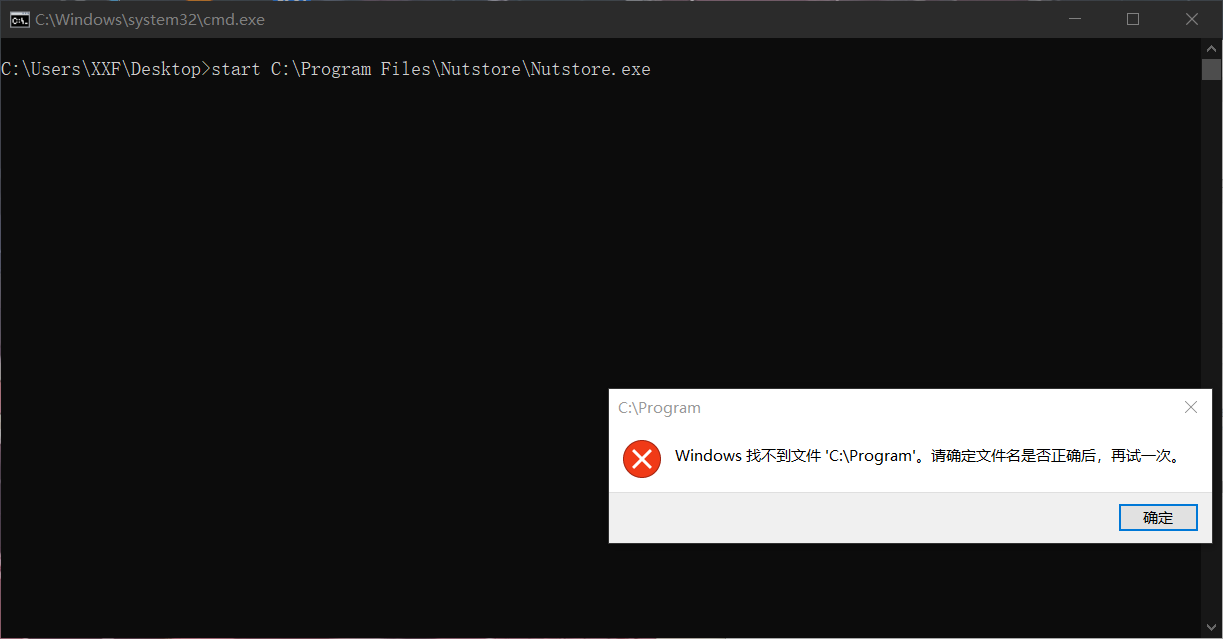 C:\Windows\system32\cmd.exe
C:\Users\XXF\Desktop>start C:\Program Files\Nutstore\Nutstore.exe
C:\Program
Windows 找不到文件 'C:\Program'。请确定文件名是否正确后，再试一次。
确定